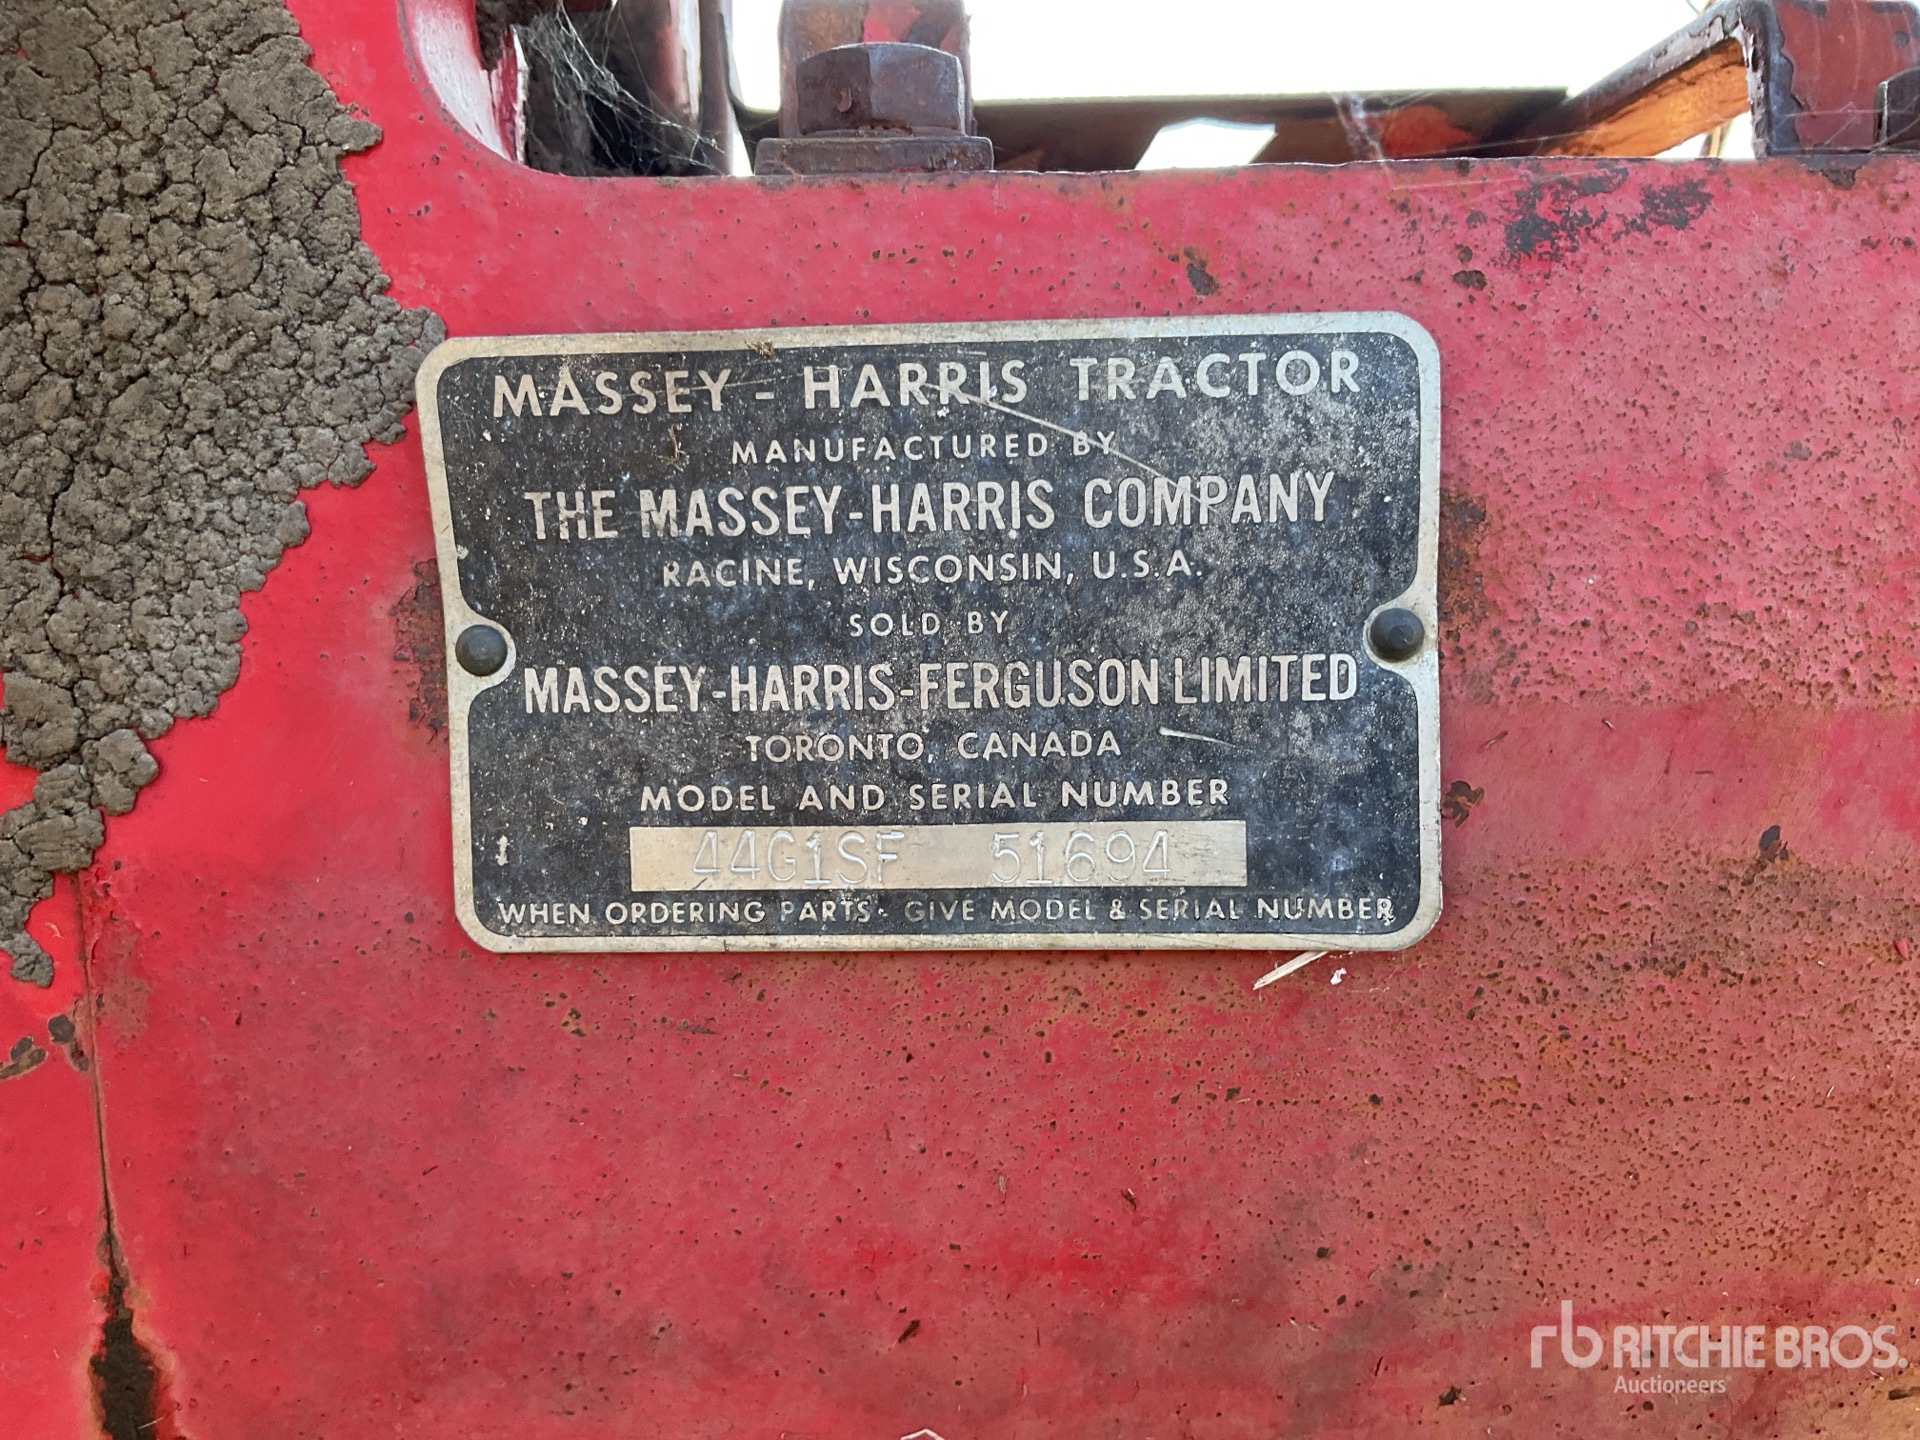 MASSEY - HARRIS TRACTOR
MANUFACTURED BY
THE MASSEY-HARRIS COMPANY
RACINE, WISCONSIN, U.S.A.
SOLD BY
MASSEY-HARRIS-FERGUSON LIMITED
TORONTO, CANADA
MODEL AND SERIAL NUMBER
44G1SF 51694
WHEN ORDERING PARTS - GIVE MODEL & SERIAL NUMBER
rb RITCHIE BROS.
Auctioneers